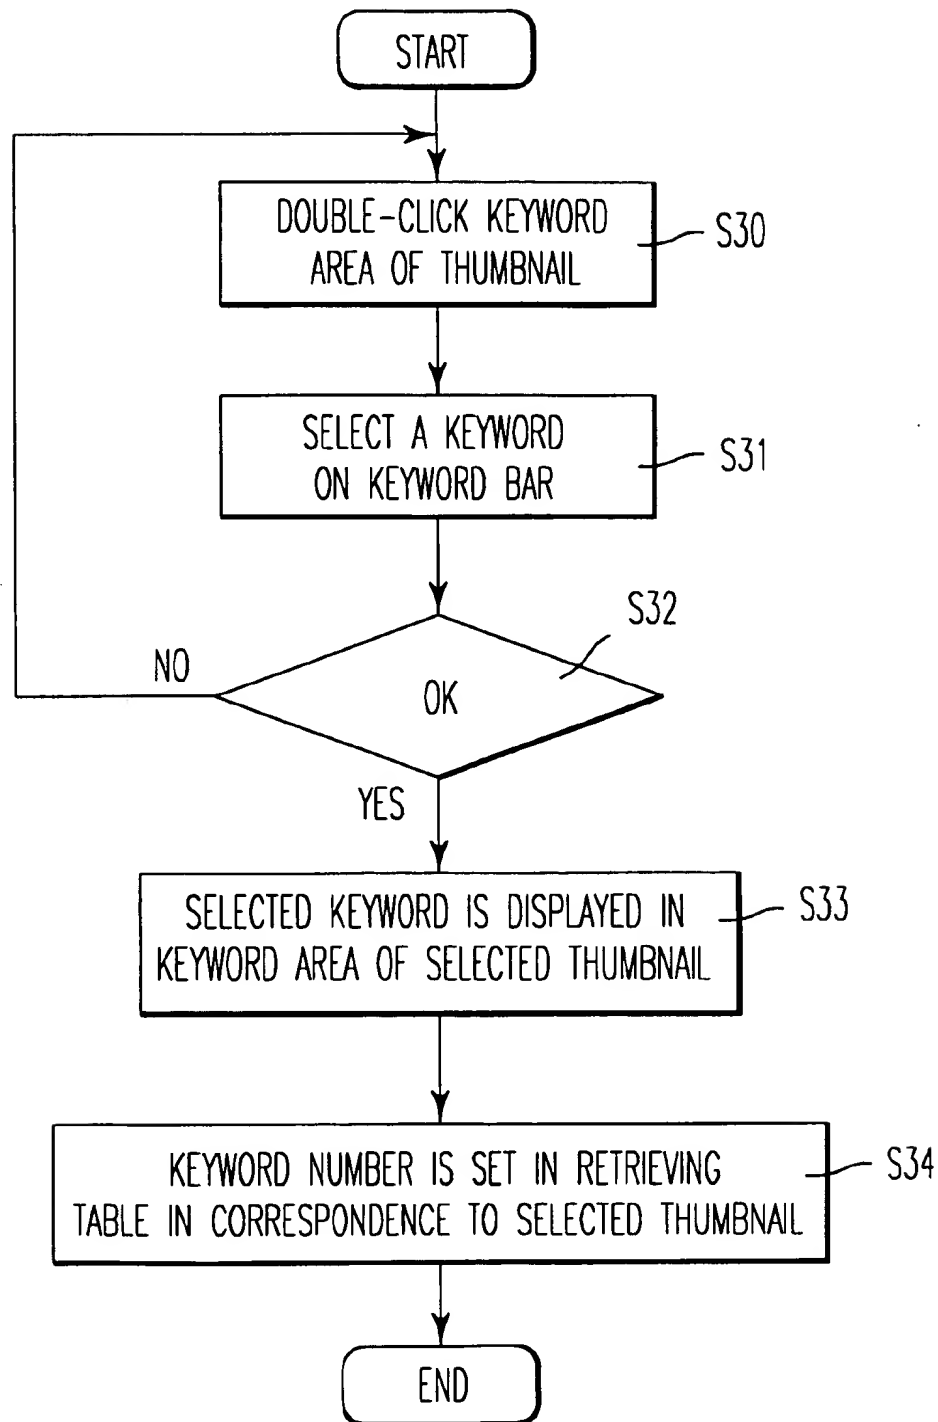 START
DOUBLE-CLICK KEYWORD
AREA OF THUMBNAIL
S30
SELECT A KEYWORD
ON KEYWORD BAR
S31
S32
NO
OK
YES
SELECTED KEYWORD IS DISPLAYED IN
KEYWORD AREA OF SELECTED THUMBNAIL
S33
KEYWORD NUMBER IS SET IN RETRIEVING
TABLE IN CORRESPONDENCE TO SELECTED THUMBNAIL
S34
END